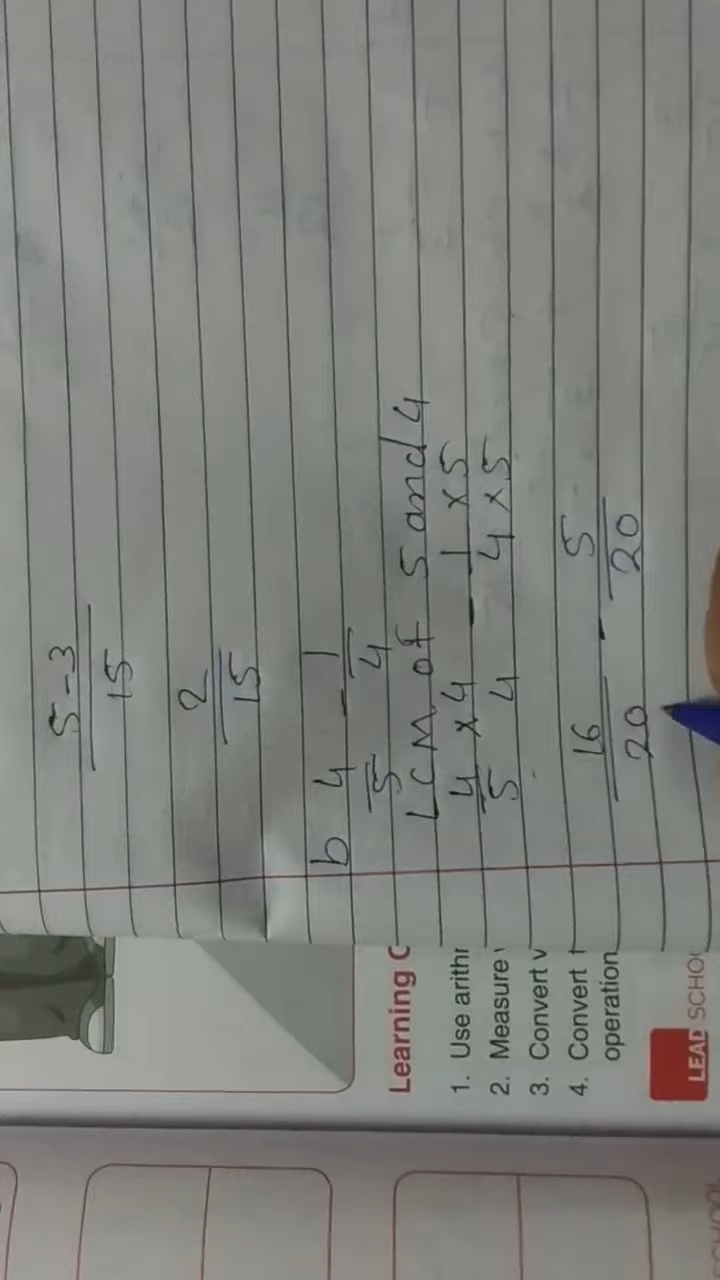 5-3
15
2
15
b 4 - 1
5 4
LCM of 5 and 4
4 x 4 - 1 x 5
5 4 4 x 5
16 - 5
20 20
Learning
1. Use
2. Measure
3. Convert
4. Convert
operation
LEAD SCHO